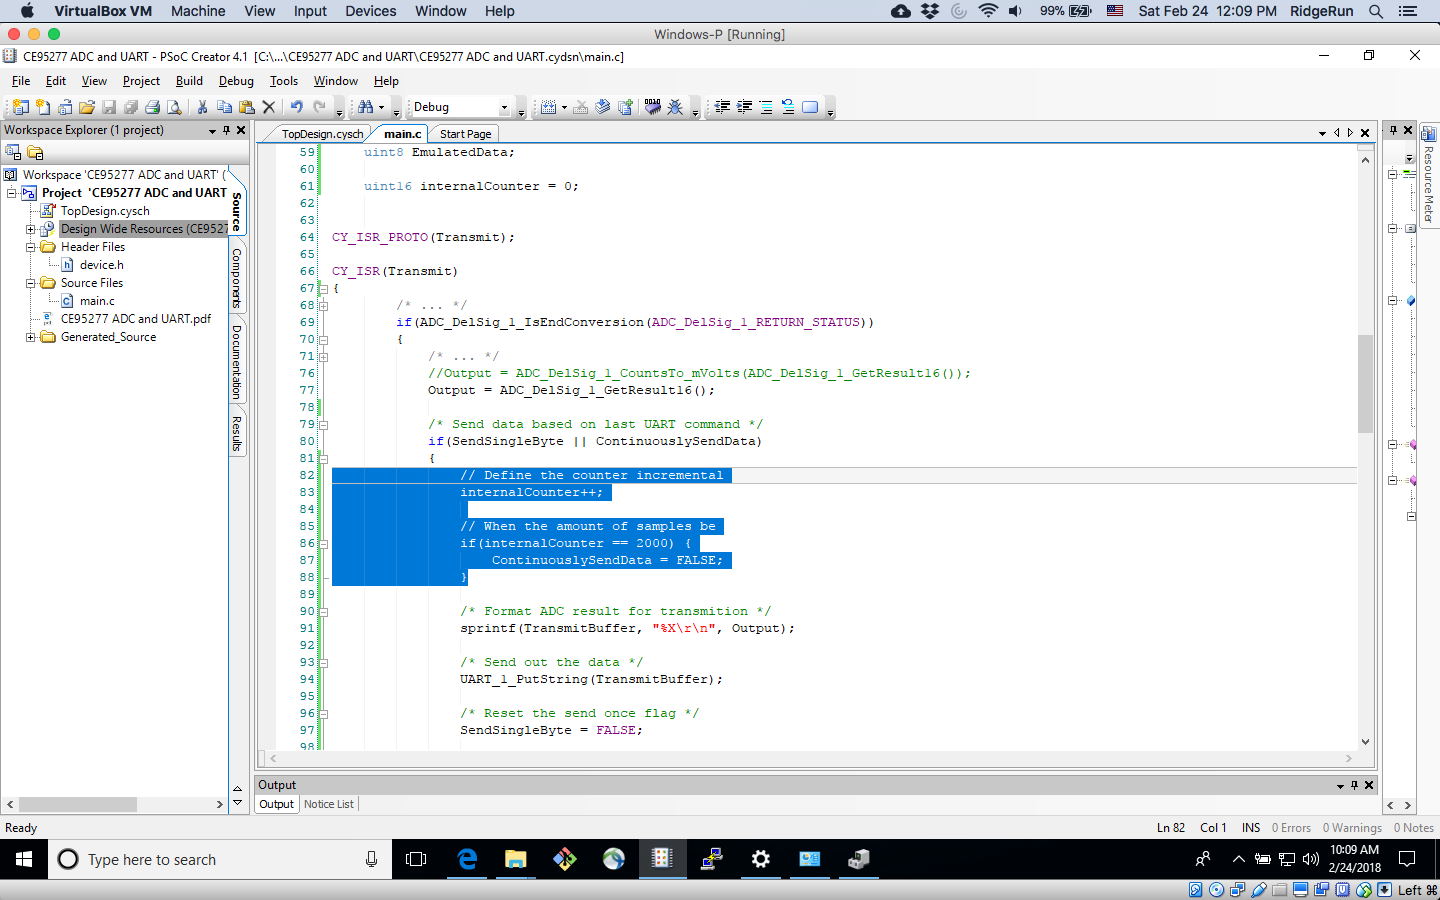 VirtualBox VM Machine View Input Devices Window Help 99% Sat Feb 24 12:09 PM RidgeRun
Windows-P [Running]
CE95277 ADC and UART - PSoC Creator 4.1 [C:\...\CE95277 ADC and UART\CE95277 ADC and UART.cydsn\main.c]
File Edit View Project Build Debug Tools Window Help
Debug
Workspace Explorer (1 project)
Workspace 'CE95277 ADC and UART' (
Project 'CE95277 ADC and UART
TopDesign.cysch
Design Wide Resources (CE9527
Header Files
device.h
Source Files
main.c
CE95277 ADC and UART.pdf
Generated_Source
Source
Components
Documentation
Results
TopDesign.cysch main.c Start Page
59 uint8 EmulatedData;
60
61 uint16 internalCounter = 0;
62
63
64 CY_ISR_PROTO(Transmit);
65
66 CY_ISR(Transmit)
67 {
68 /* ... */
69 if(ADC_DelSig_1_IsEndConversion(ADC_DelSig_1_RETURN_STATUS))
70 {
71 /* ... */
76 //Output = ADC_DelSig_1_CountsTo_mVolts(ADC_DelSig_1_GetResult16());
77 Output = ADC_DelSig_1_GetResult16();
78
79 /* Send data based on last UART command */
80 if(SendSingleByte || ContinuouslySendData)
81 {
82 // Define the counter incremental
83 internalCounter++;
84
85 // When the amount of samples be
86 if(internalCounter == 2000) {
87 ContinuouslySendData = FALSE;
88 }
89
90 /* Format ADC result for transmition */
91 sprintf(TransmitBuffer, "%X\r\n", Output);
92
93 /* Send out the data */
94 UART_1_PutString(TransmitBuffer);
95
96 /* Reset the send once flag */
97 SendSingleByte = FALSE;
98
Resource Meter
Output
Output Notice List
Ready Ln 82 Col 1 INS 0 Errors 0 Warnings 0 Notes
Type here to search
10:09 AM
2/24/2018
Left ⌘